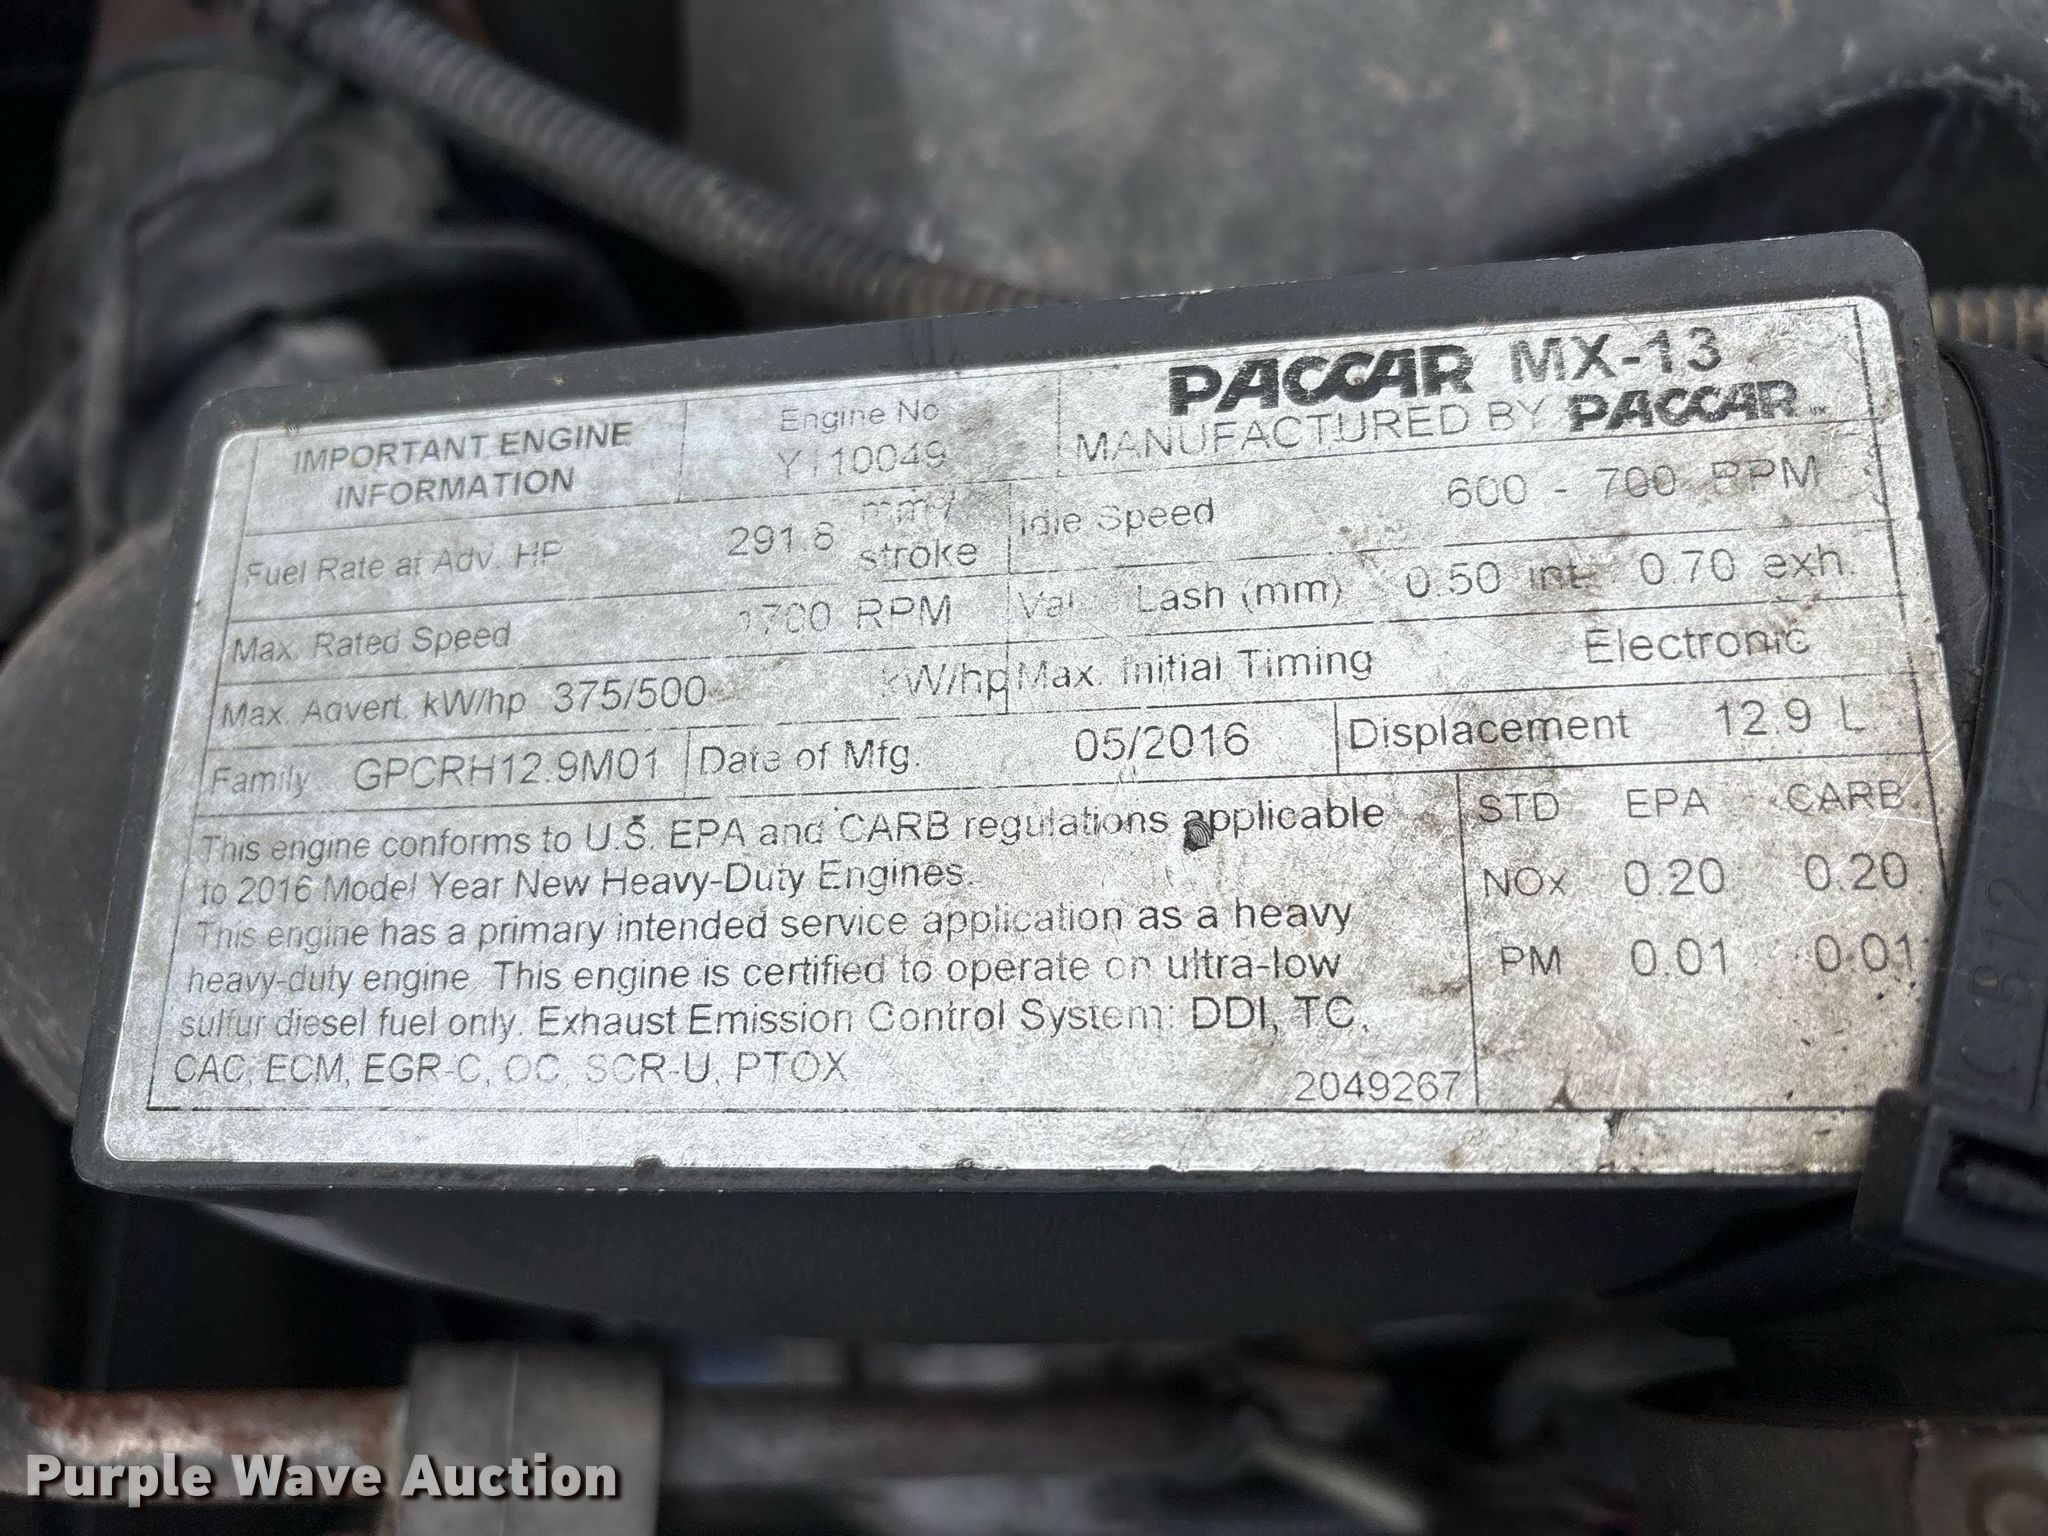 IMPORTANT ENGINE
INFORMATION
Engine No
Y110049
PACCAR MX-13
MANUFACTURED BY PACCAR
Fuel Rate at Adv. HP 291.8 mm³/
stroke
Idle Speed 600 - 700 RPM
Max. Rated Speed 1700 RPM
Valve Lash (mm) 0.50 int. 0.70 exh.
Max. Advert. kW/hp 375/500 kW/hp
Max. Initial Timing Electronic
Family GPCRH12.9M01
Date of Mfg. 05/2016
Displacement 12.9 L
This engine conforms to U.S. EPA and CARB regulations applicable
to 2016 Model Year New Heavy-Duty Engines.
This engine has a primary intended service application as a heavy
heavy-duty engine. This engine is certified to operate on ultra-low
sulfur diesel fuel only. Exhaust Emission Control System: DDI, TC,
CAC, ECM, EGR-C, OC, SCR-U, PTOX
2049267
STD EPA CARB
NOx 0.20 0.20
PM 0.01 0.01
Purple Wave Auction